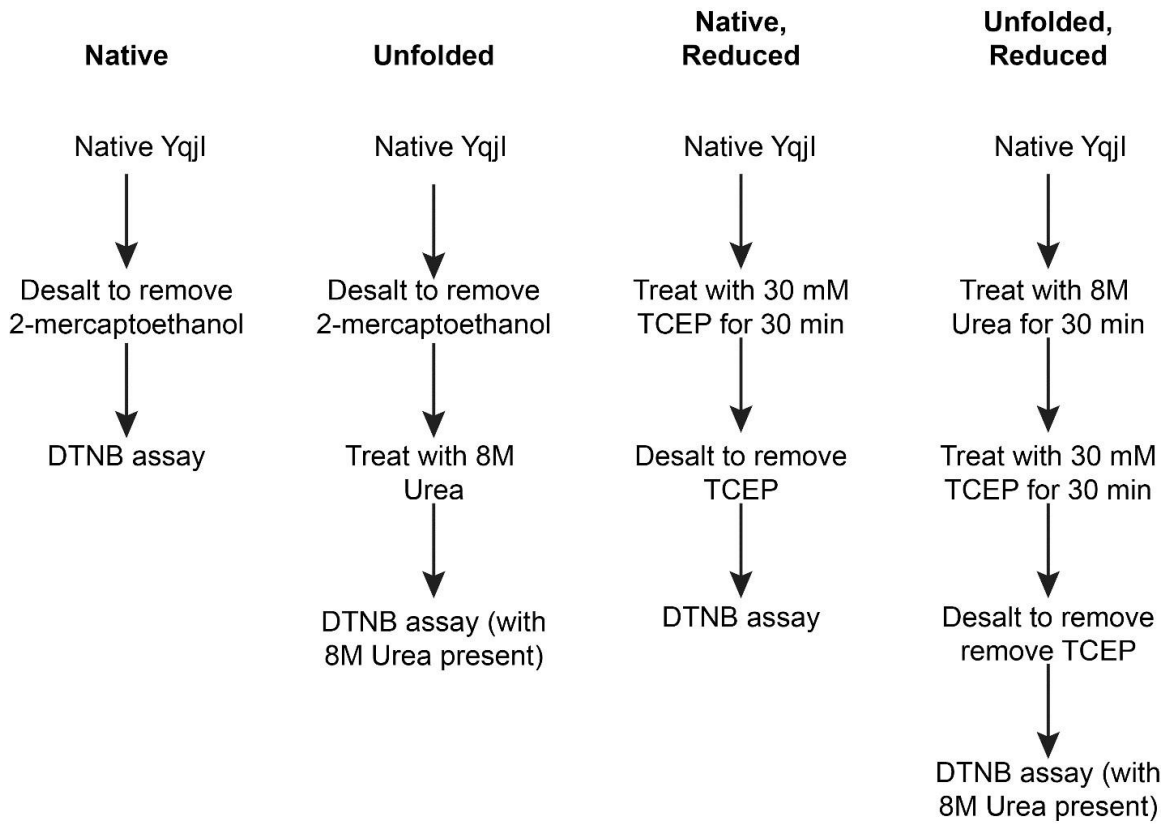 Native
Unfolded
Native,
Reduced
Unfolded,
Reduced
Native YqjI
Desalt to remove
2-mercaptoethanol
DTNB assay
Native YqjI
Desalt to remove
2-mercaptoethanol
Treat with 8M
Urea
DTNB assay (with
8M Urea present)
Native YqjI
Treat with 30 mM
TCEP for 30 min
Desalt to remove
TCEP
DTNB assay
Native YqjI
Treat with 8M
Urea for 30 min
Treat with 30 mM
TCEP for 30 min
Desalt to remove
remove TCEP
DTNB assay (with
8M Urea present)